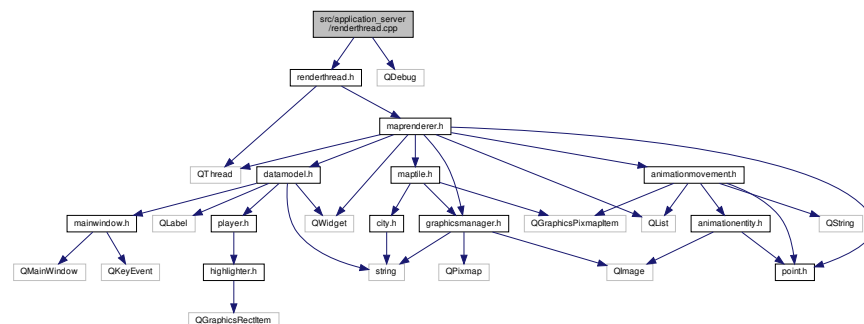 src/application_server
/renderthread.cpp
renderthread.h
QDebug
maprenderer.h
QThread
datamodel.h
maptile.h
animationmovement.h
mainwindow.h
QLabel
player.h
QWidget
city.h
graphicsmanager.h
QGraphicsPixmapItem
QList
animationentity.h
QString
QMainWindow
QKeyEvent
highlighter.h
string
QPixmap
QImage
point.h
QGraphicsRectItem